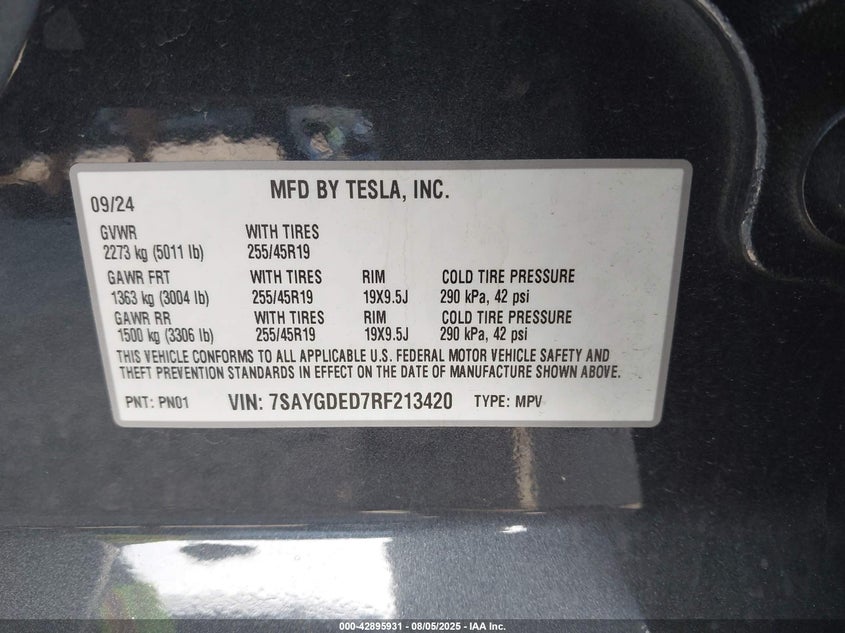 MFD BY TESLA, INC.
09/24
GVWR WITH TIRES
2273 kg (5011 lb) 255/45R19
GAWR FRT WITH TIRES RIM COLD TIRE PRESSURE
1363 kg (3004 lb) 255/45R19 19X9.5J 290 kPa, 42 psi
GAWR RR WITH TIRES RIM COLD TIRE PRESSURE
1500 kg (3306 lb) 255/45R19 19X9.5J 290 kPa, 42 psi
THIS VEHICLE CONFORMS TO ALL APPLICABLE U.S. FEDERAL MOTOR VEHICLE SAFETY AND
THEFT PREVENTION STANDARDS IN EFFECT ON THE DATE OF MANUFACTURE SHOWN ABOVE.
PNT: PN01 VIN: 7SAYGDED7RF213420 TYPE: MPV
000-42895931 - 08/05/2025 - IAA Inc.